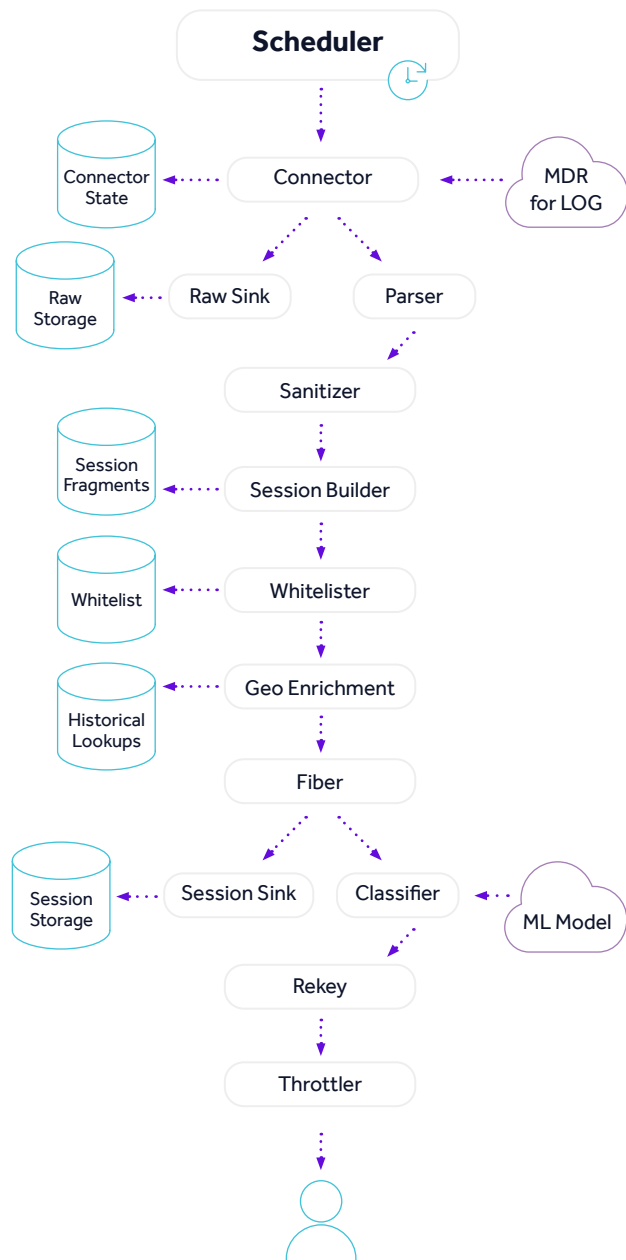 Scheduler
Connector
State
Connector
MDR
for LOG
Raw
Storage
Raw Sink
Parser
Sanitizer
Session
Fragments
Session Builder
Whitelist
Whitelister
Historical
Lookups
Geo Enrichment
Fiber
Session
Storage
Session Sink
Classifier
ML Model
Rekey
Throttler